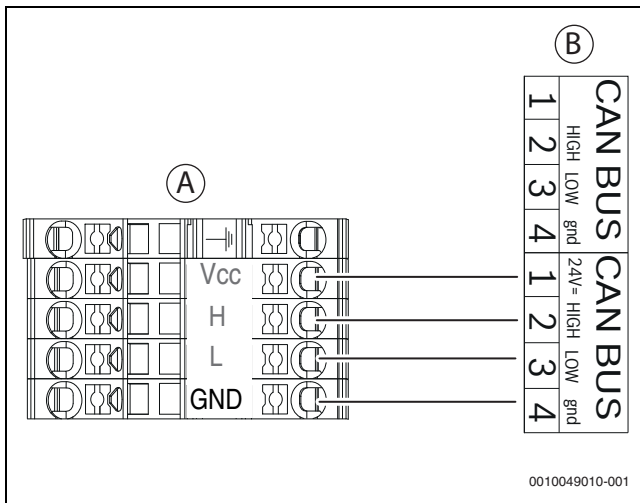 B
A
Vcc
H
L
GND
CAN BUS
1
2 HIGH
3 LOW
4 gnd
CAN BUS
1 24V=
2 HIGH
3 LOW
4 gnd
0010049010-001